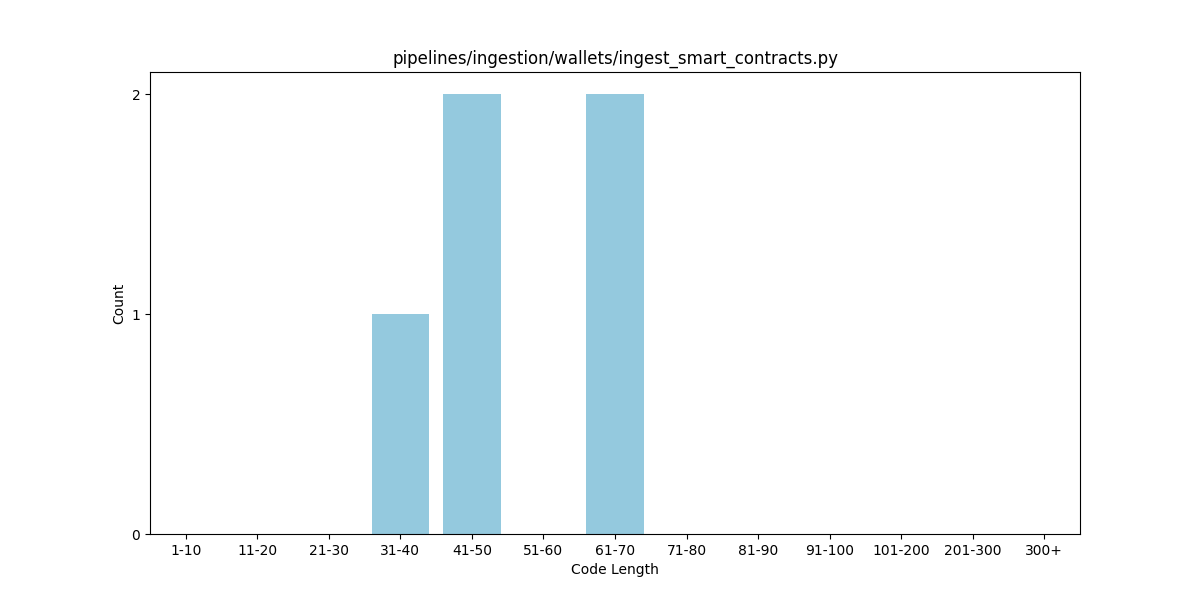 pipelines/ingestion/wallets/ingest_smart_contracts.py
2
1
0
Count
1-10 11-20 21-30 31-40 41-50 51-60 61-70 71-80 81-90 91-100 101-200 201-300 300+
Code Length